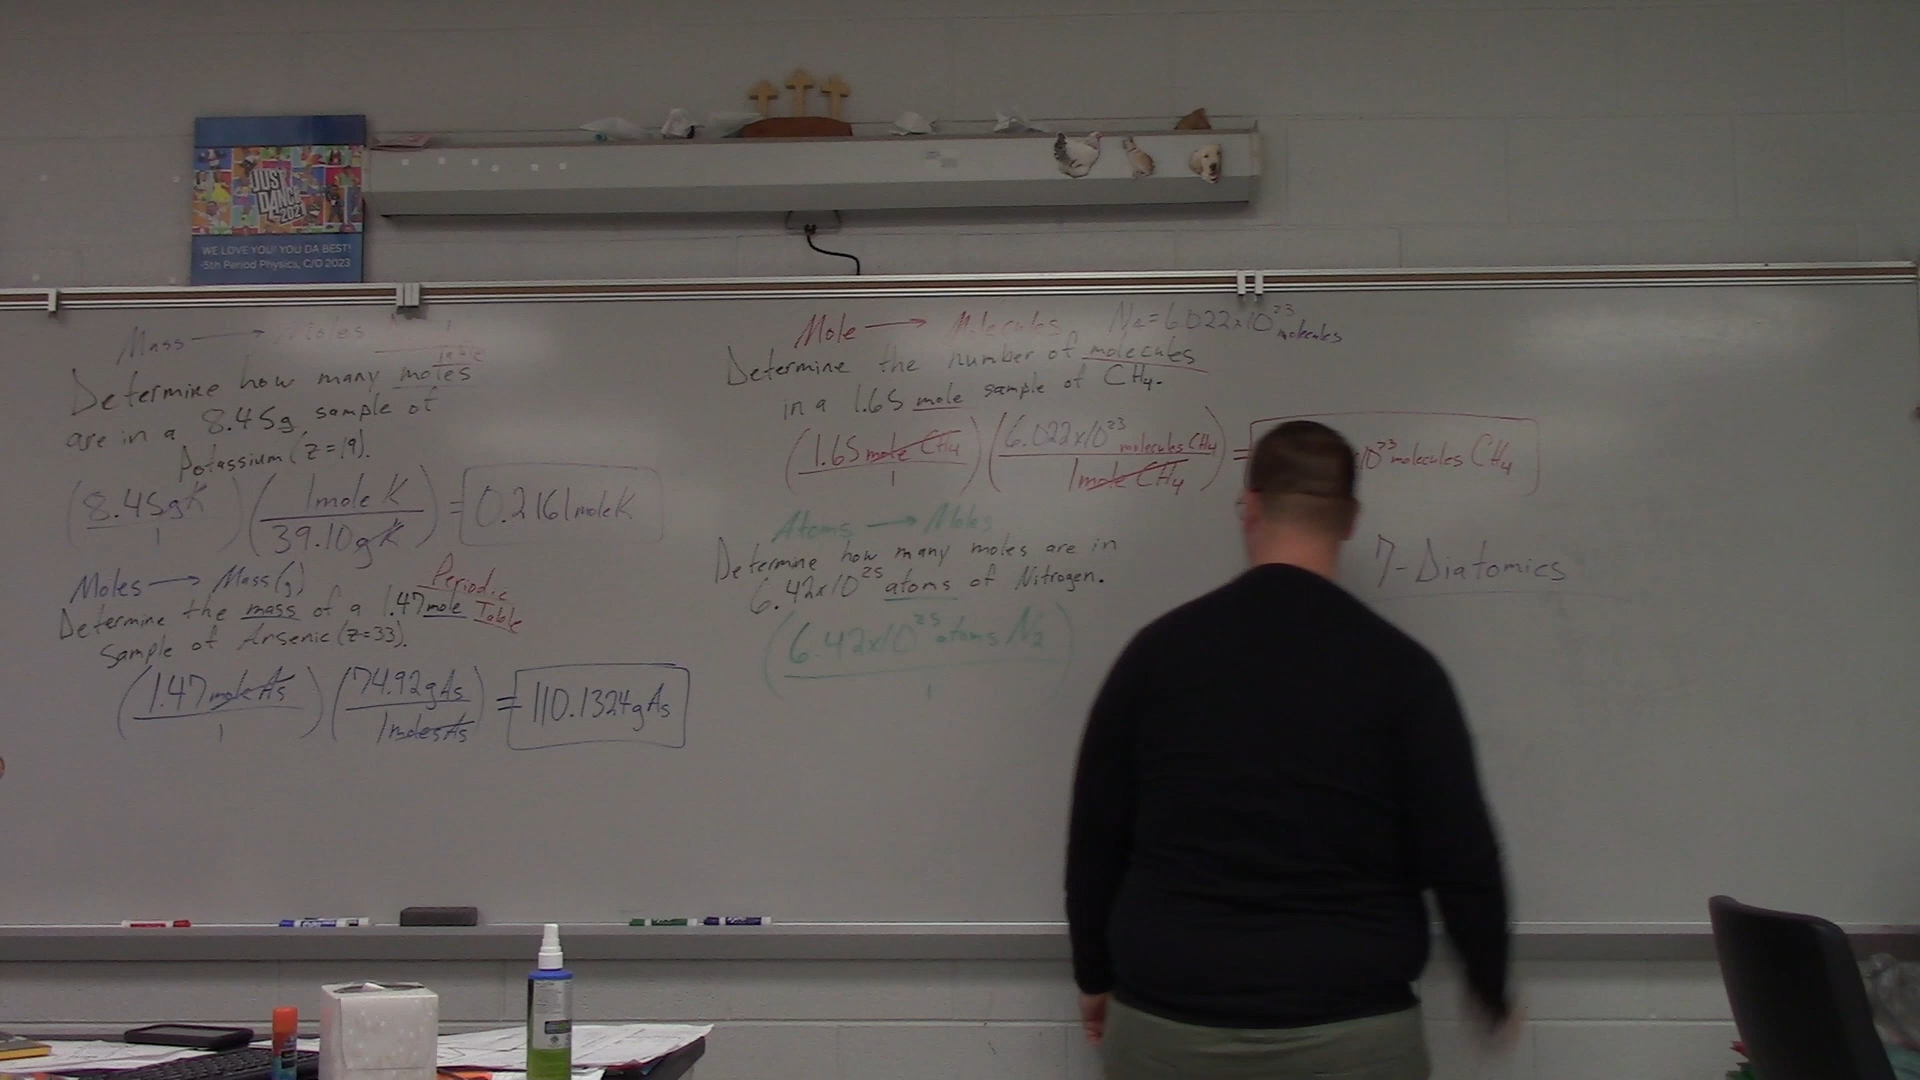 JUST
DANCE
2021
WE LOVE YOU! YOU DA BEST!
-5th Period Physics, C/O 2023
Mass → Moles
Table
Determine how many moles
are in a 8.45g sample of
Potassium (z=19).
(8.45gK / 1) (1mole K / 39.10gK) = 0.2161moleK
Moles → Mass(g)
Periodic
Table
Determine the mass of a 1.47mole
sample of Arsenic (z=33).
(1.47moleAs / 1) (74.92gAs / 1molesAs) = 110.1324gAs
Mole → Molecules NA=6.022x10^23 molecules
Determine the number of molecules
in a 1.65 mole sample of CH4.
(1.65mole CH4 / 1) (6.022x10^23 molecules CH4 / 1mole CH4) = 10^23 molecules CH4
Atoms → Moles
Determine how many moles are in
6.42x10^25 atoms of Nitrogen.
(6.42x10^25 atoms N2 / 1)
7-Diatomics